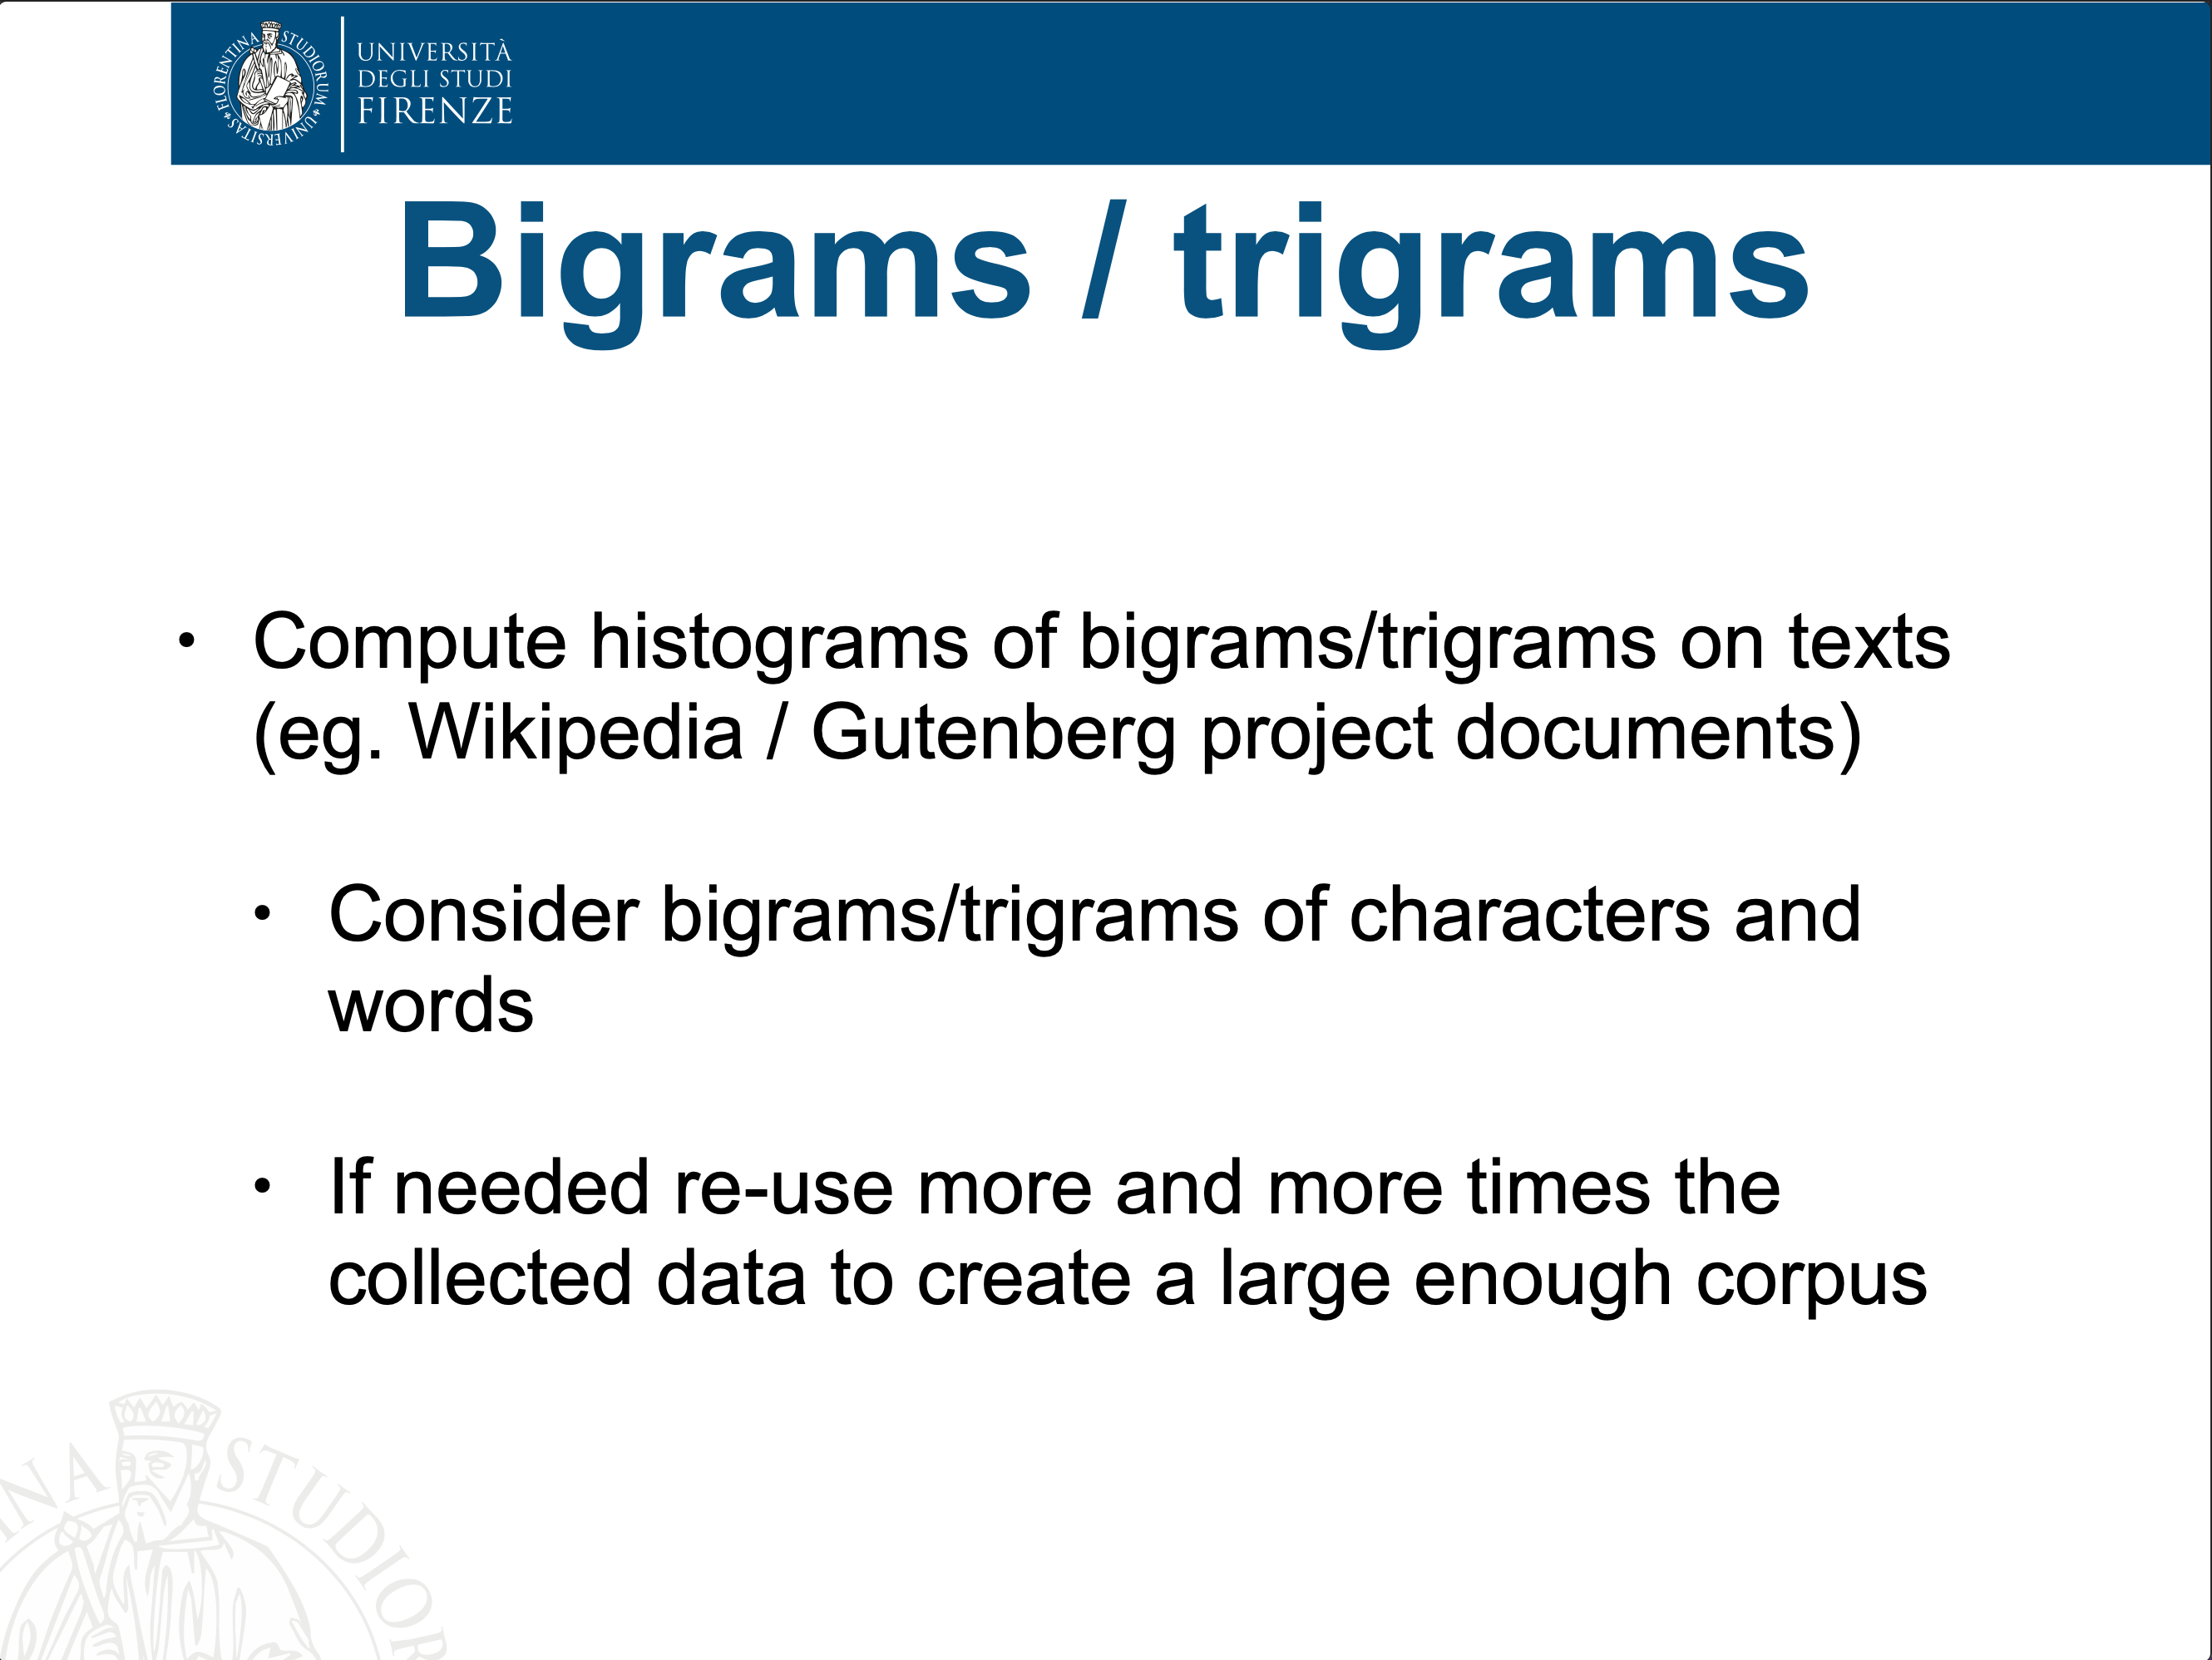 FLORENTINA STUDIORUM UNIVERSITAS
UNIVERSITÀ
DEGLI STUDI
FIRENZE
Bigrams / trigrams
• Compute histograms of bigrams/trigrams on texts
(eg. Wikipedia / Gutenberg project documents)
• Consider bigrams/trigrams of characters and
words
• If needed re-use more and more times the
collected data to create a large enough corpus
NA STUDIOR